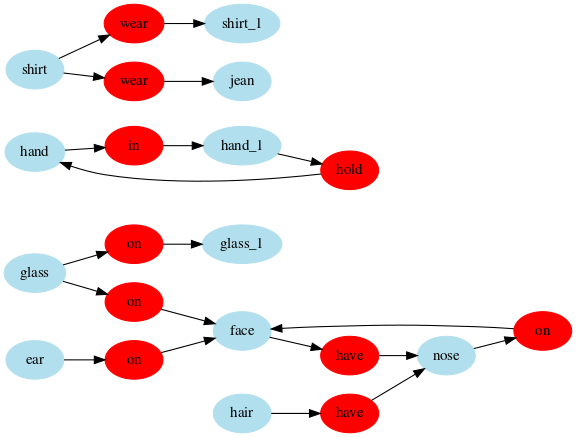 wear
shirt_1
shirt
wear
jean
hand
in
hand_1
hold
on
glass_1
glass
on
face
on
ear
on
have
nose
hair
have